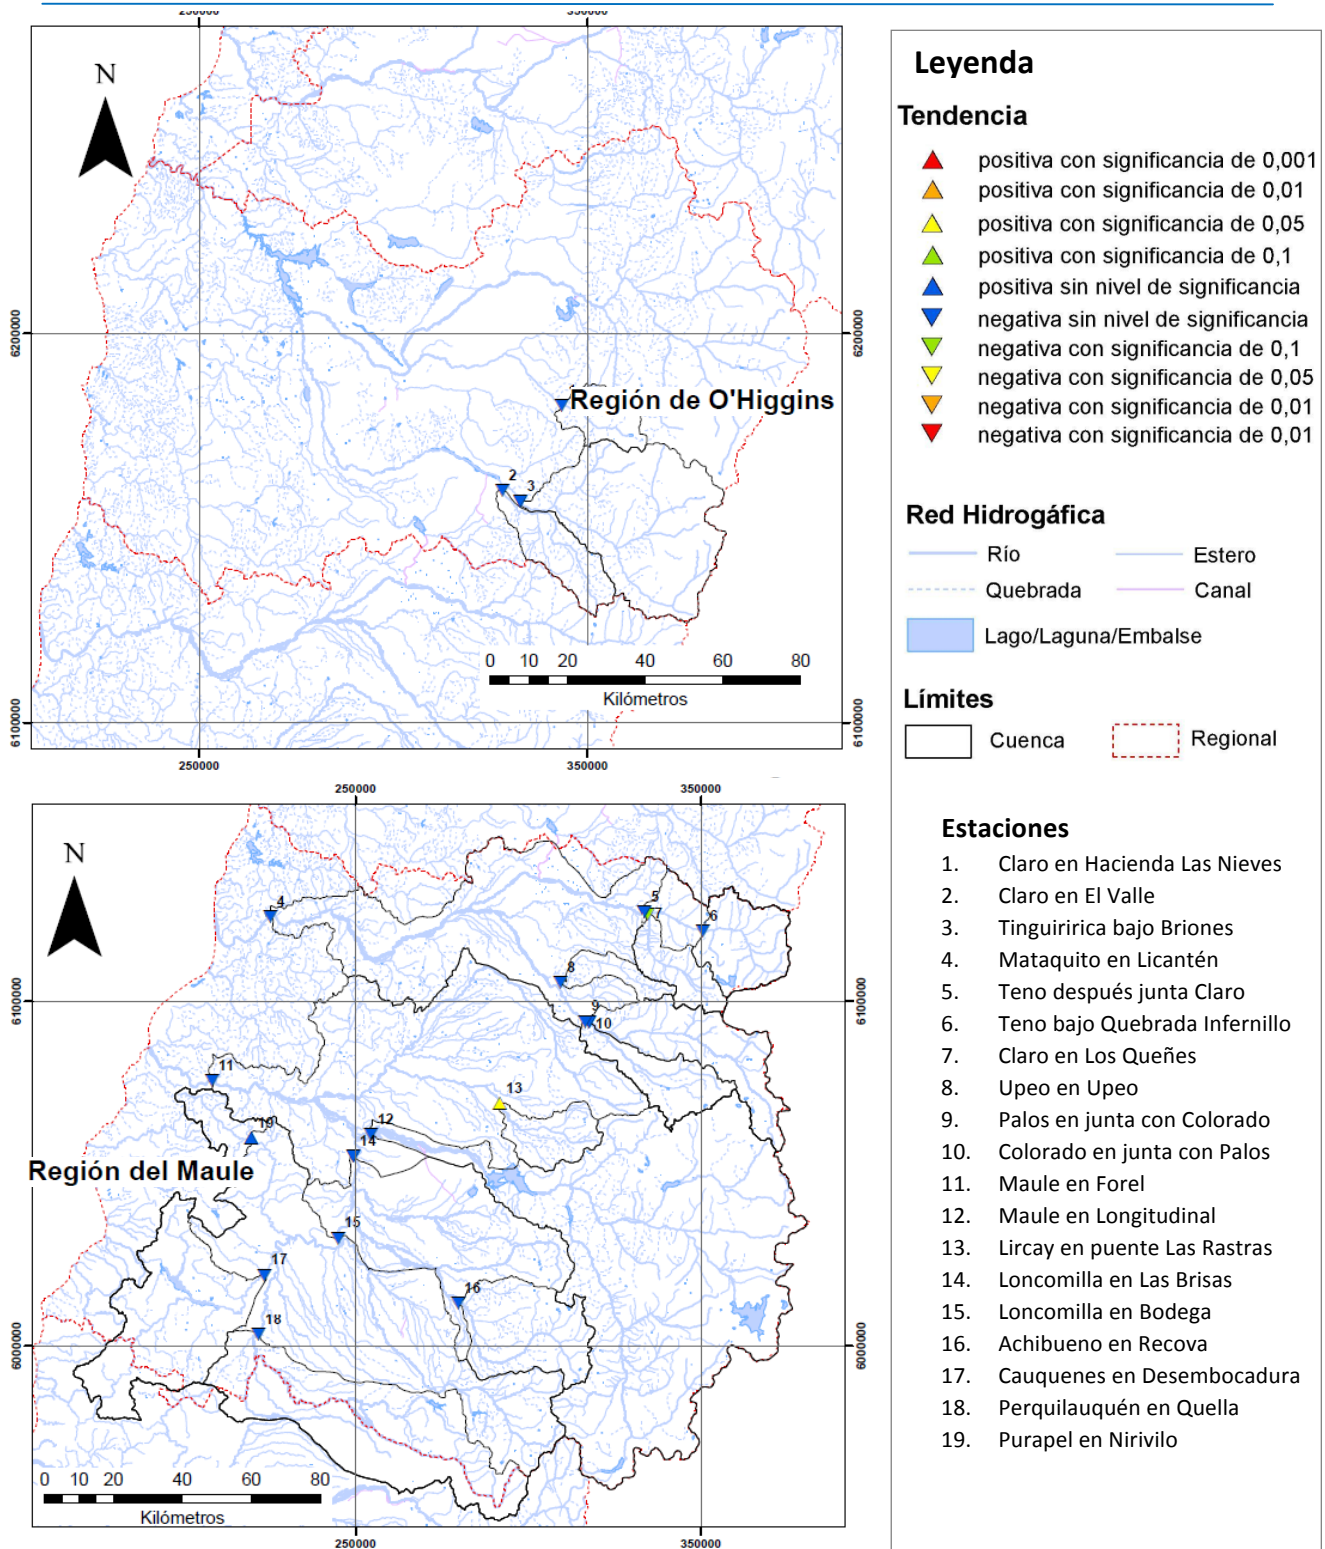 250000
350000
N
6200000
6200000
Región de O'Higgins
2
3
0 10 20 40 60 80
Kilómetros
6100000
6100000
250000
350000
250000
350000
N
4
5
7
6
8
6100000
6100000
9
10
11
13
12
19
14
Región del Maule
15
17
16
18
6000000
6000000
0 10 20 40 60 80
Kilómetros
250000
350000
Leyenda
Tendencia
positiva con significancia de 0,001
positiva con significancia de 0,01
positiva con significancia de 0,05
positiva con significancia de 0,1
positiva sin nivel de significancia
negativa sin nivel de significancia
negativa con significancia de 0,1
negativa con significancia de 0,05
negativa con significancia de 0,01
negativa con significancia de 0,01
Red Hidrogáfica
Río Estero
Quebrada Canal
Lago/Laguna/Embalse
Límites
Cuenca Regional
Estaciones
1. Claro en Hacienda Las Nieves
2. Claro en El Valle
3. Tinguiririca bajo Briones
4. Mataquito en Licantén
5. Teno después junta Claro
6. Teno bajo Quebrada Infernillo
7. Claro en Los Queñes
8. Upeo en Upeo
9. Palos en junta con Colorado
10. Colorado en junta con Palos
11. Maule en Forel
12. Maule en Longitudinal
13. Lircay en puente Las Rastras
14. Loncomilla en Las Brisas
15. Loncomilla en Bodega
16. Achibueno en Recova
17. Cauquenes en Desembocadura
18. Perquilauquén en Quella
19. Purapel en Nirivilo